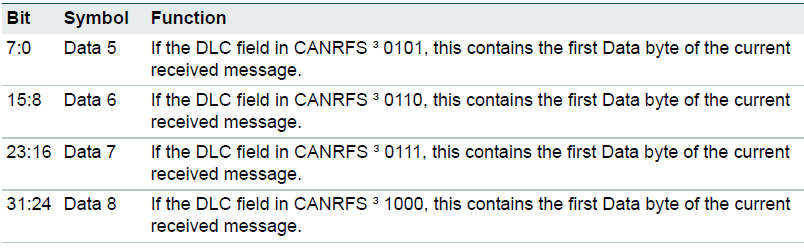 Bit Symbol Function
7:0 Data 5 If the DLC field in CANRFS ³ 0101, this contains the first Data byte of the current
received message.
15:8 Data 6 If the DLC field in CANRFS ³ 0110, this contains the first Data byte of the current
received message.
23:16 Data 7 If the DLC field in CANRFS ³ 0111, this contains the first Data byte of the current
received message.
31:24 Data 8 If the DLC field in CANRFS ³ 1000, this contains the first Data byte of the current
received message.